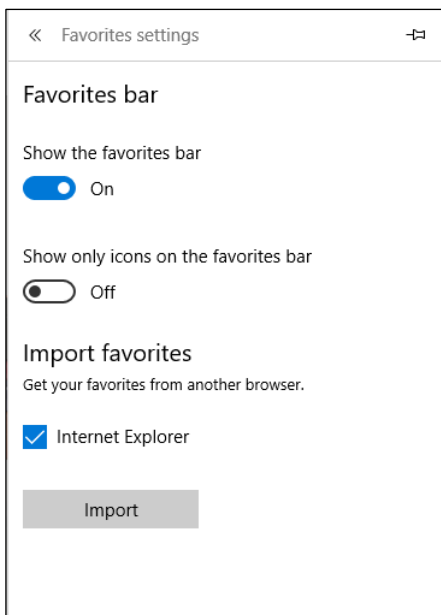 Favorites settings
Favorites bar
Show the favorites bar
On
Show only icons on the favorites bar
Off
Import favorites
Get your favorites from another browser.
Internet Explorer
Import